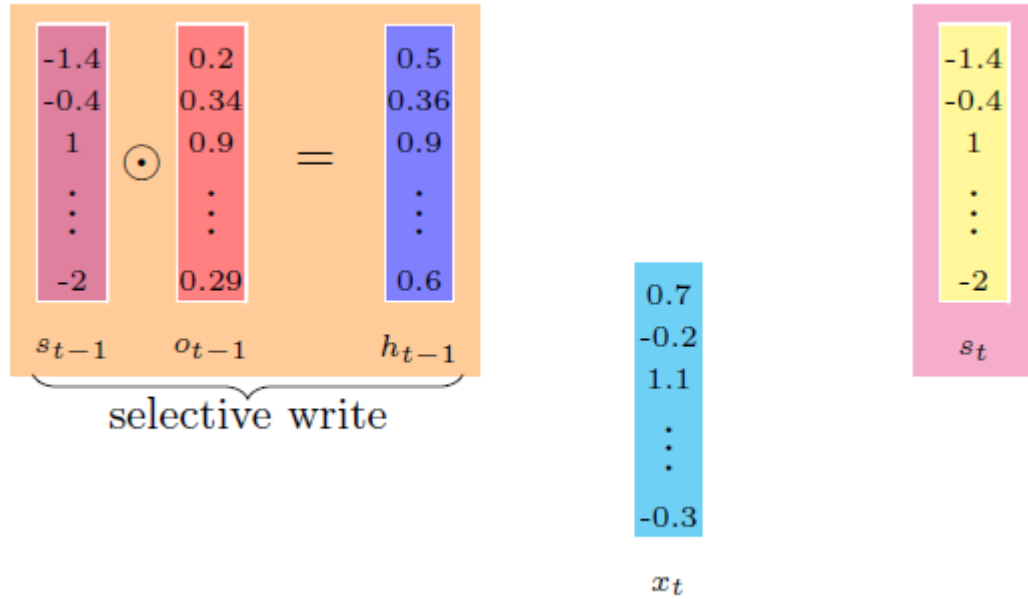 -1.4 0.2 0.5 -1.4
-0.4 0.34 0.36 -0.4
1 ⊙ 0.9 = 0.9 1
⋮ ⋮ ⋮ ⋮
-2 0.29 0.6 -2
s_{t−1} o_{t−1} h_{t−1} s_t
selective write
0.7
-0.2
1.1
⋮
-0.3
x_t